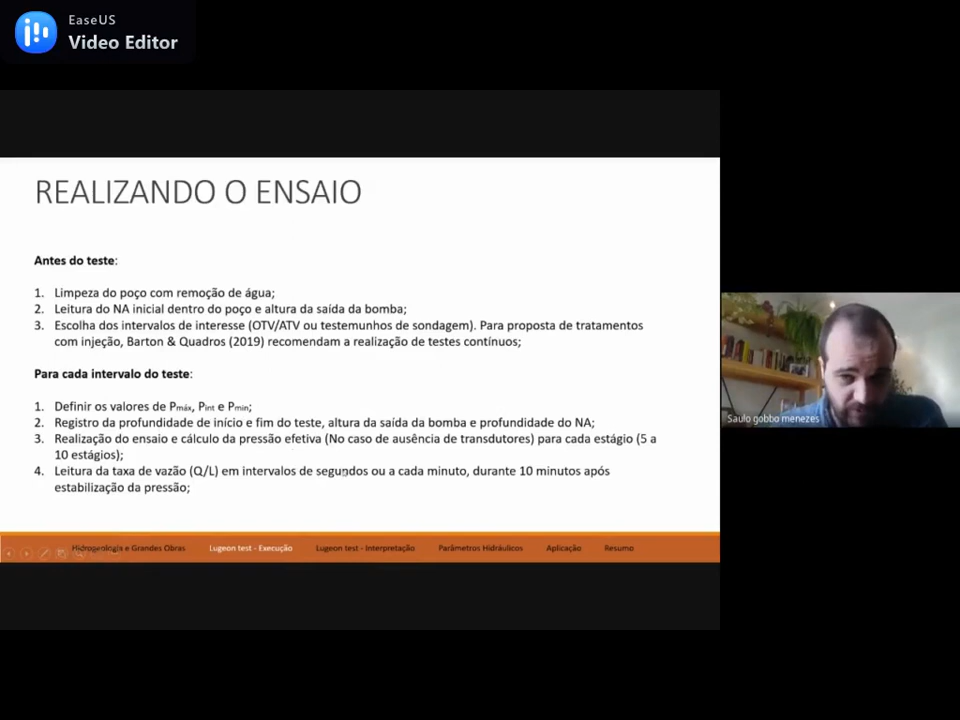 EaseUS
Video Editor
REALIZANDO O ENSAIO
Antes do teste:
1. Limpeza do poço com remoção de água;
2. Leitura do NA inicial dentro do poço e altura da saída da bomba;
3. Escolha dos intervalos de interesse (OTV/ATV ou testemunhos de sondagem). Para proposta de tratamentos
com injeção, Barton & Quadros (2019) recomendam a realização de testes contínuos;
Para cada intervalo do teste:
1. Definir os valores de Pmáx, Pint e Pmin;
2. Registro da profundidade de início e fim do teste, altura da saída da bomba e profundidade do NA;
3. Realização do ensaio e cálculo da pressão efetiva (No caso de ausência de transdutores) para cada estágio (5 a
10 estágios);
4. Leitura da taxa de vazão (Q/L) em intervalos de segundos ou a cada minuto, durante 10 minutos após
estabilização da pressão;
Saulo gobbo menezes
Hidrogeologia e Grandes Obras Lugeon test - Execução Lugeon test - Interpretação Parâmetros Hidráulicos Aplicação Resumo